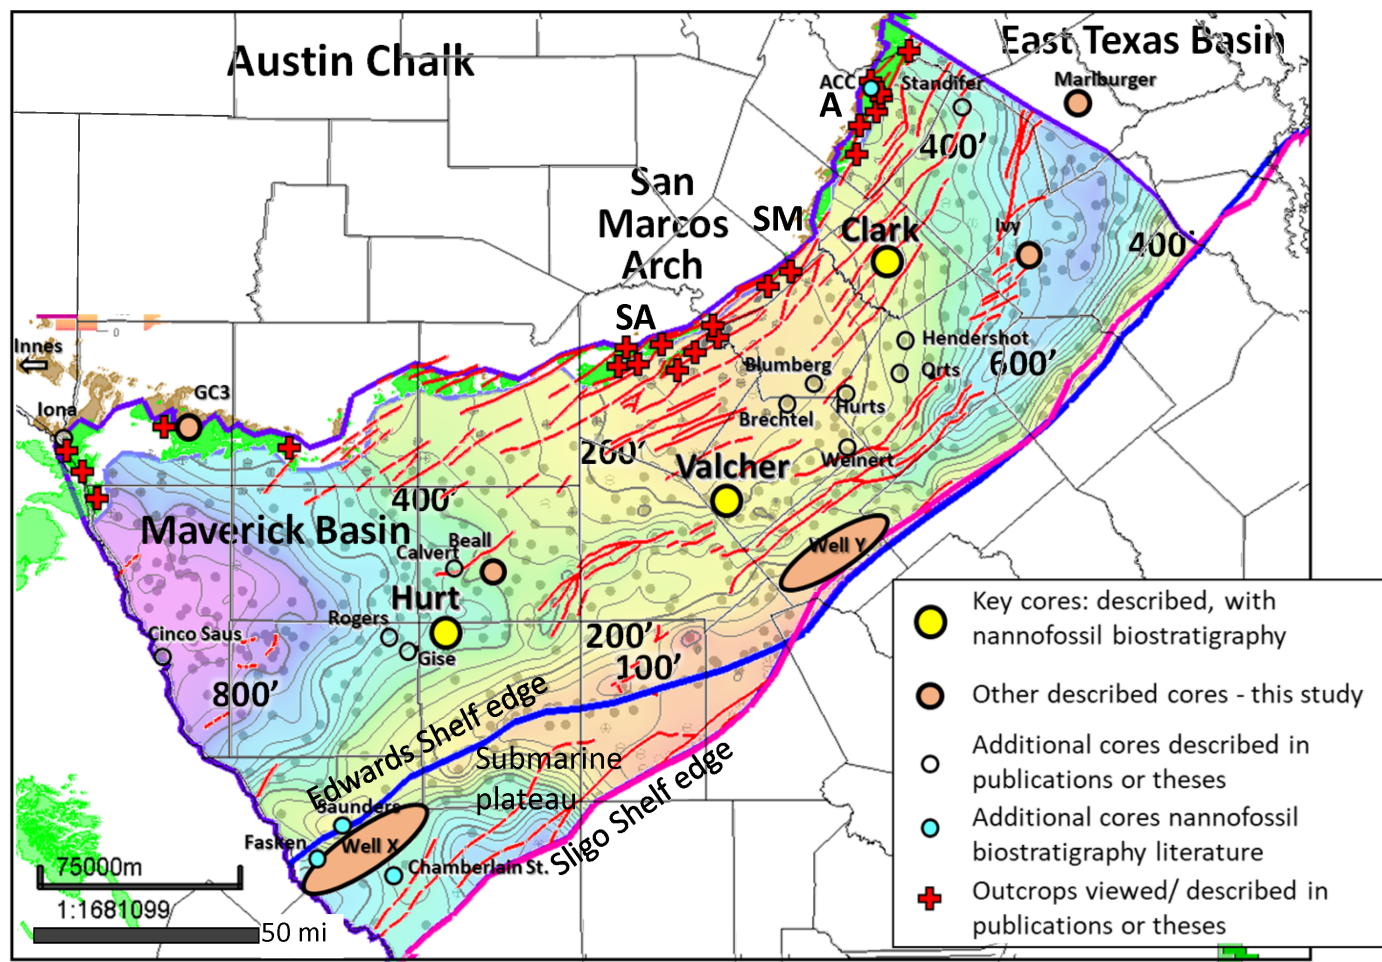 Austin Chalk
East Texas Basin
ACC
Standifer
Marlburger
A
400’
San
Marcos
Arch
SM
Clark
Ivy
400’
SA
Innes
0
Hendershot
Orts
600’
Blumberg
Iona
GC3
Brechtel
Hurts
200’
Valcher
Weinert
400’
Maverick Basin
Beall
Calvert
Well Y
Hurt
Rogers
Gise
Cinco Saus
200’
100’
800’
Edwards Shelf edge
Submarine
plateau
Sligo Shelf edge
Saunders
Fasken
Well X
Chamberlain St.
75000m
1:1681099
50 mi
Key cores: described, with
nannofossil biostratigraphy
Other described cores - this study
Additional cores described in
publications or theses
Additional cores nannofossil
biostratigraphy literature
Outcrops viewed/ described in
publications or theses